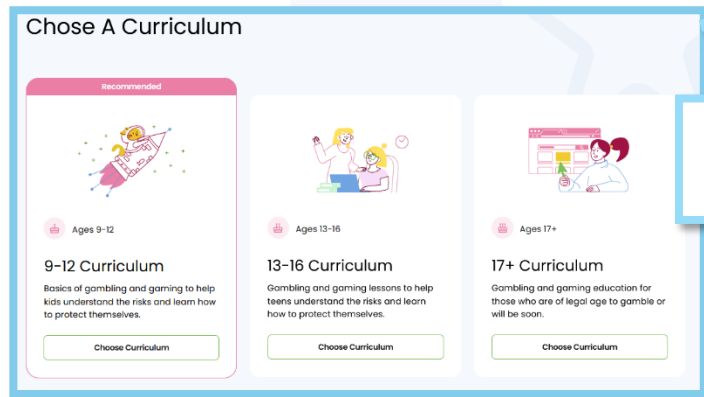 Chose A Curriculum
Recommended
Ages 9-12
9-12 Curriculum
Basics of gambling and gaming to help
kids understand the risks and learn how
to protect themselves.
Choose Curriculum
Ages 13-16
13-16 Curriculum
Gambling and gaming lessons to help
teens understand the risks and learn
how to protect themselves.
Choose Curriculum
Ages 17+
17+ Curriculum
Gambling and gaming education for
those who are of legal age to gamble or
will be soon.
Choose Curriculum